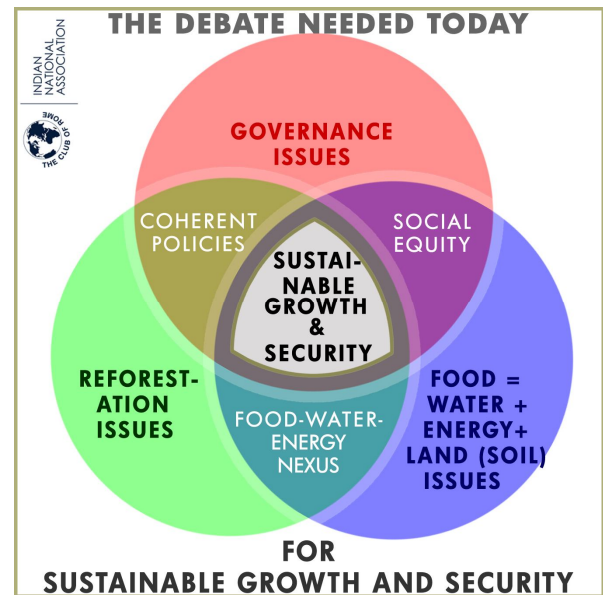 THE DEBATE NEEDED TODAY
INDIAN
NATIONAL
ASSOCIATION
THE CLUB OF ROME
GOVERNANCE
ISSUES
COHERENT
POLICIES
SOCIAL
EQUITY
SUSTAI-
NABLE
GROWTH
&
SECURITY
REFOREST-
ATION
ISSUES
FOOD-WATER-
ENERGY
NEXUS
FOOD =
WATER +
ENERGY+
LAND (SOIL)
ISSUES
FOR
SUSTAINABLE GROWTH AND SECURITY